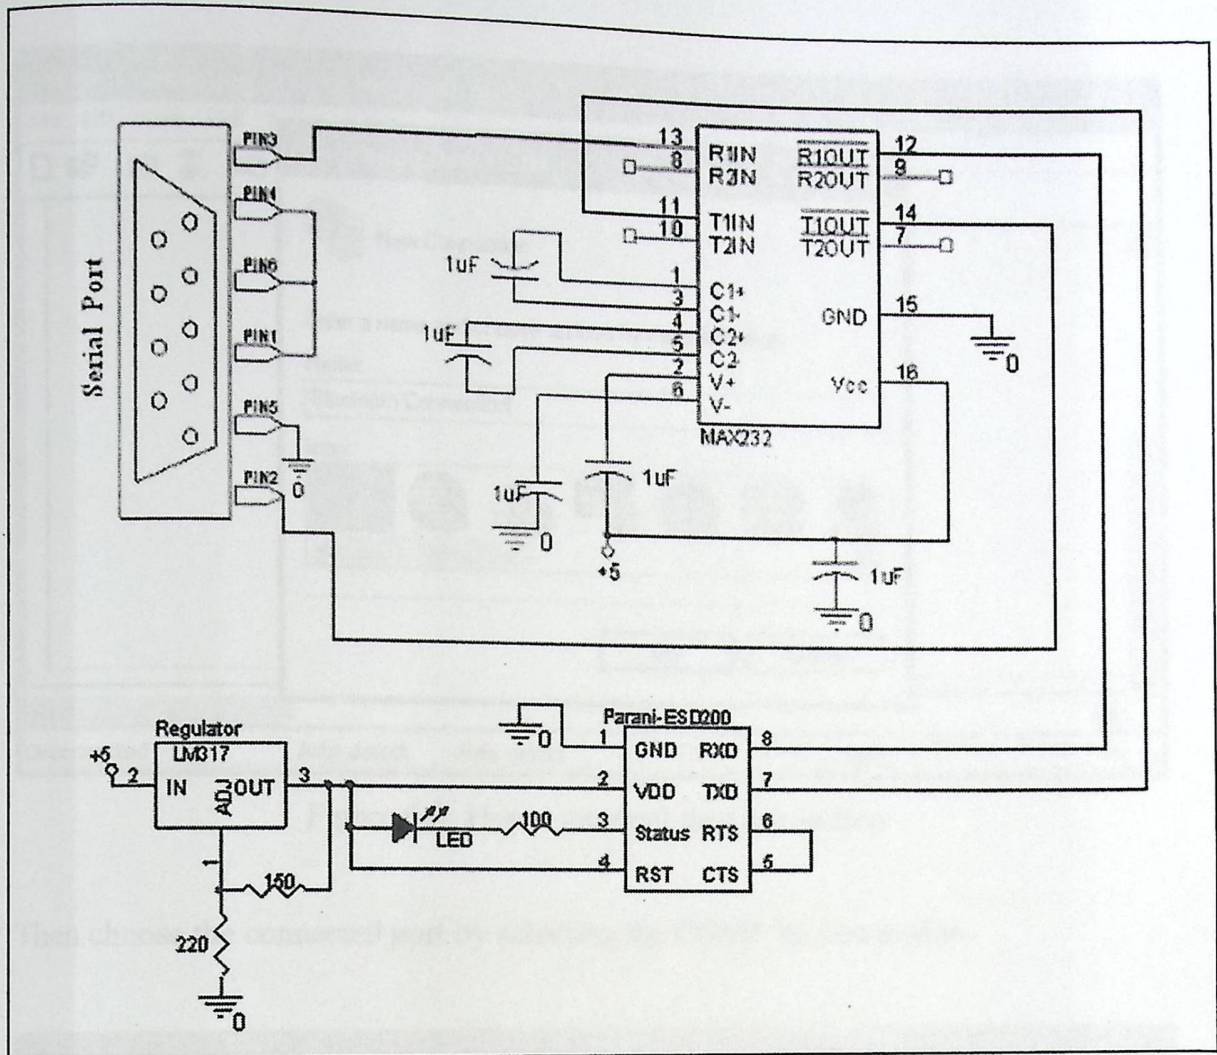 Serial Port
PIN3
PIN4
PIN6
PIN1
PIN5
0
PIN2
13
8
11
10
1
3
4
5
2
6
R1IN
R2IN
T1IN
T2IN
C1+
C1-
C2+
C2-
V+
V-
R1OUT
R2OUT
T1OUT
T2OUT
GND
Vcc
12
9
14
7
15
16
0
MAX232
1uF
1uF
1uF
0
1uF
+5
1uF
0
Regulator
LM317
+5
2
IN
ADJ
OUT
3
1
150
220
0
LED
100
0
Parani-ESD200
1
GND
RXD
8
2
VDD
TXD
7
3
Status
RTS
6
4
RST
CTS
5
Then choose the connected port by selecting the